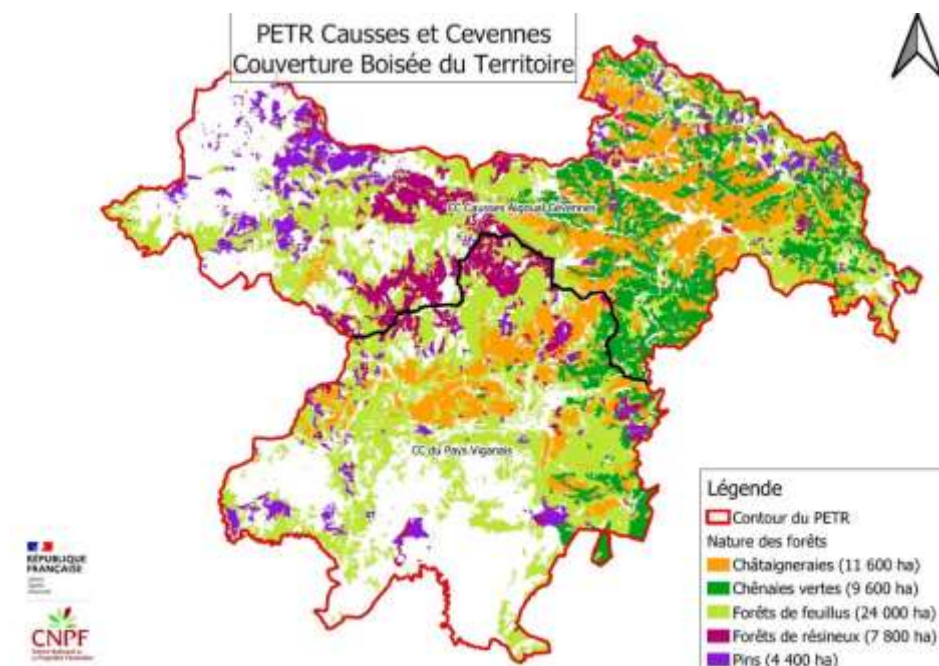 PETR Causses et Cevennes
Couverture Boisée du Territoire
CC Causses Aigoual Cévennes
CC du Pays Viganais
Légende
Contour du PETR
Nature des forêts
Châtaigneraies (11 600 ha)
Chênaies vertes (9 600 ha)
Forêts de feuillus (24 000 ha)
Forêts de résineux (7 800 ha)
Pins (4 400 ha)
RÉPUBLIQUE
FRANÇAISE
CNPF